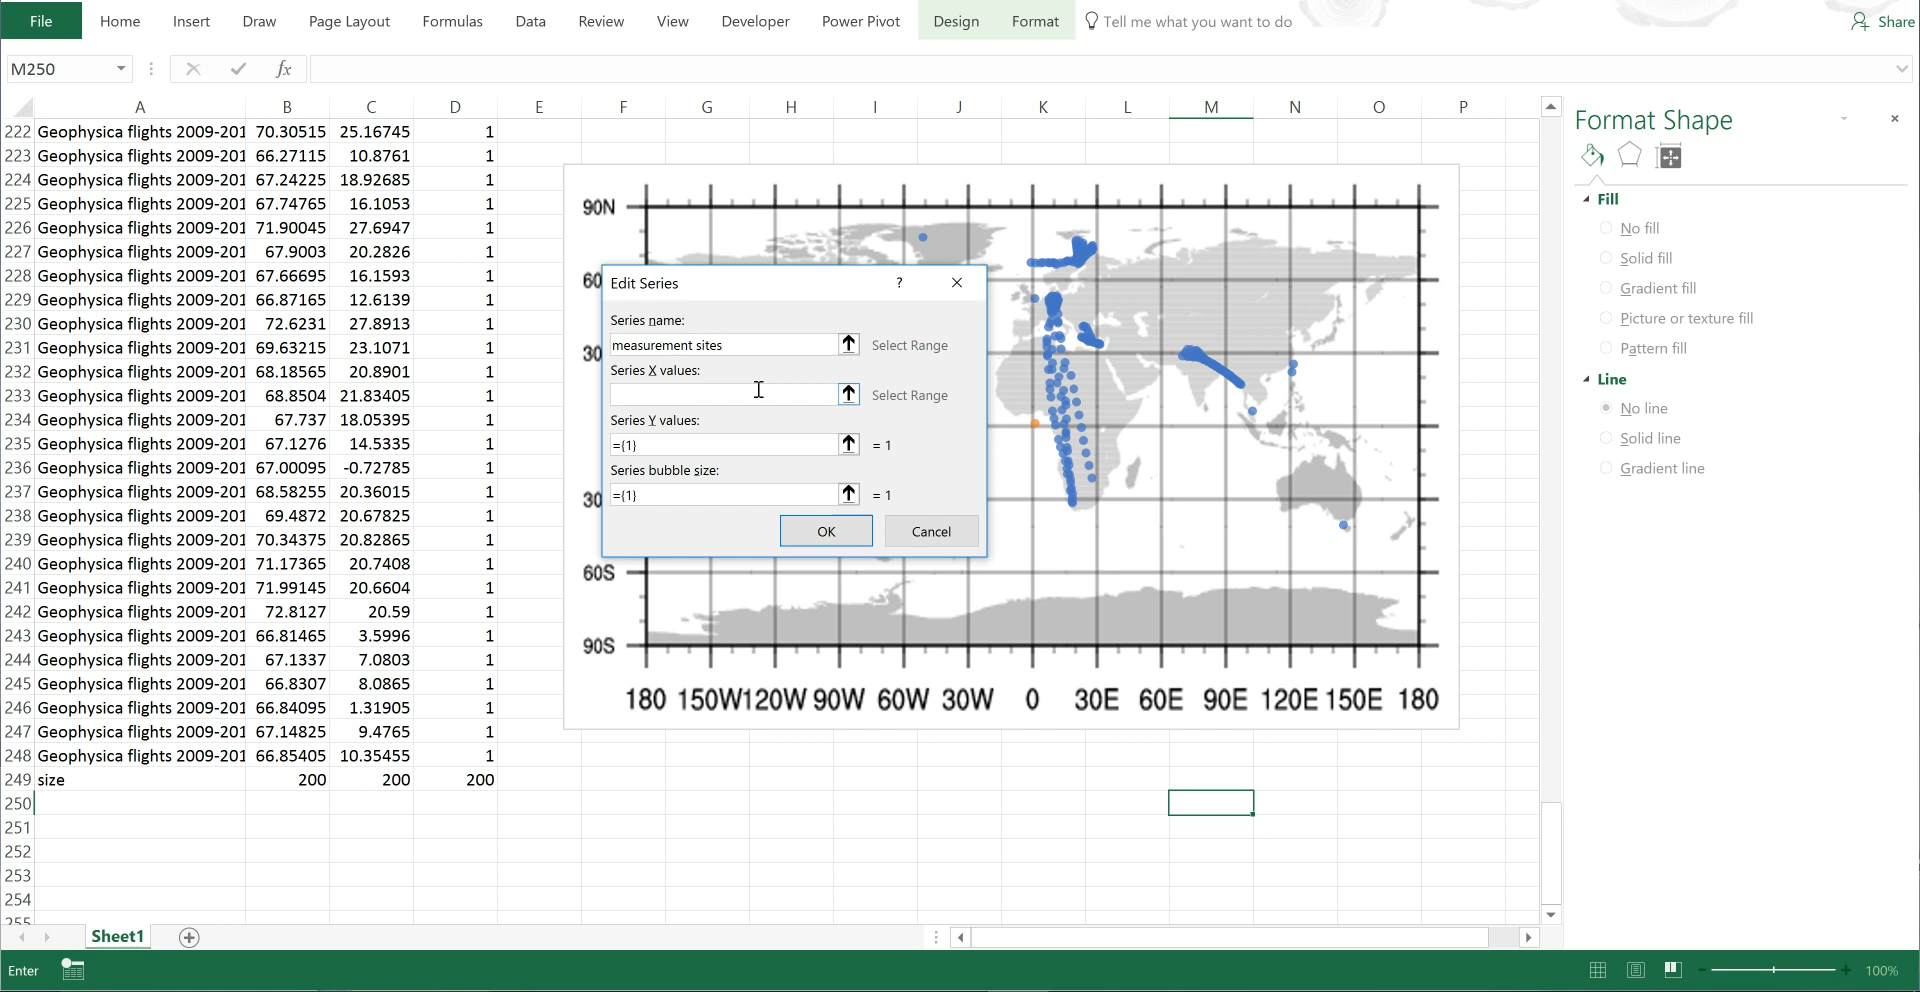 File Home Insert Draw Page Layout Formulas Data Review View Developer Power Pivot Design Format Tell me what you want to do Share
M250 fx
A B C D E F G H I J K L M N O P
222 Geophysica flights 2009-201 70.30515 25.16745 1
223 Geophysica flights 2009-201 66.27115 10.8761 1
224 Geophysica flights 2009-201 67.24225 18.92685 1
225 Geophysica flights 2009-201 67.74765 16.1053 1
226 Geophysica flights 2009-201 71.90045 27.6947 1
227 Geophysica flights 2009-201 67.9003 20.2826 1
228 Geophysica flights 2009-201 67.66695 16.1593 1
229 Geophysica flights 2009-201 66.87165 12.6139 1
230 Geophysica flights 2009-201 72.6231 27.8913 1
231 Geophysica flights 2009-201 69.63215 23.1071 1
232 Geophysica flights 2009-201 68.18565 20.8901 1
233 Geophysica flights 2009-201 68.8504 21.83405 1
234 Geophysica flights 2009-201 67.737 18.05395 1
235 Geophysica flights 2009-201 67.1276 14.5335 1
236 Geophysica flights 2009-201 67.00095 -0.72785 1
237 Geophysica flights 2009-201 68.58255 20.36015 1
238 Geophysica flights 2009-201 69.4872 20.67825 1
239 Geophysica flights 2009-201 70.34375 20.82865 1
240 Geophysica flights 2009-201 71.17365 20.7408 1
241 Geophysica flights 2009-201 71.99145 20.6604 1
242 Geophysica flights 2009-201 72.8127 20.59 1
243 Geophysica flights 2009-201 66.81465 3.5996 1
244 Geophysica flights 2009-201 67.1337 7.0803 1
245 Geophysica flights 2009-201 66.8307 8.0865 1
246 Geophysica flights 2009-201 66.84095 1.31905 1
247 Geophysica flights 2009-201 67.14825 9.4765 1
248 Geophysica flights 2009-201 66.85405 10.35455 1
249 size 200 200 200
250
251
252
253
254
255
90N
60
30
30
60S
90S
180 150W 120W 90W 60W 30W 0 30E 60E 90E 120E 150E 180
Edit Series ?
Series name:
measurement sites Select Range
Series X values:
Select Range
Series Y values:
={1} = 1
Series bubble size:
={1} = 1
OK Cancel
Format Shape
Fill
No fill
Solid fill
Gradient fill
Picture or texture fill
Pattern fill
Line
No line
Solid line
Gradient line
Sheet1
Enter 100%